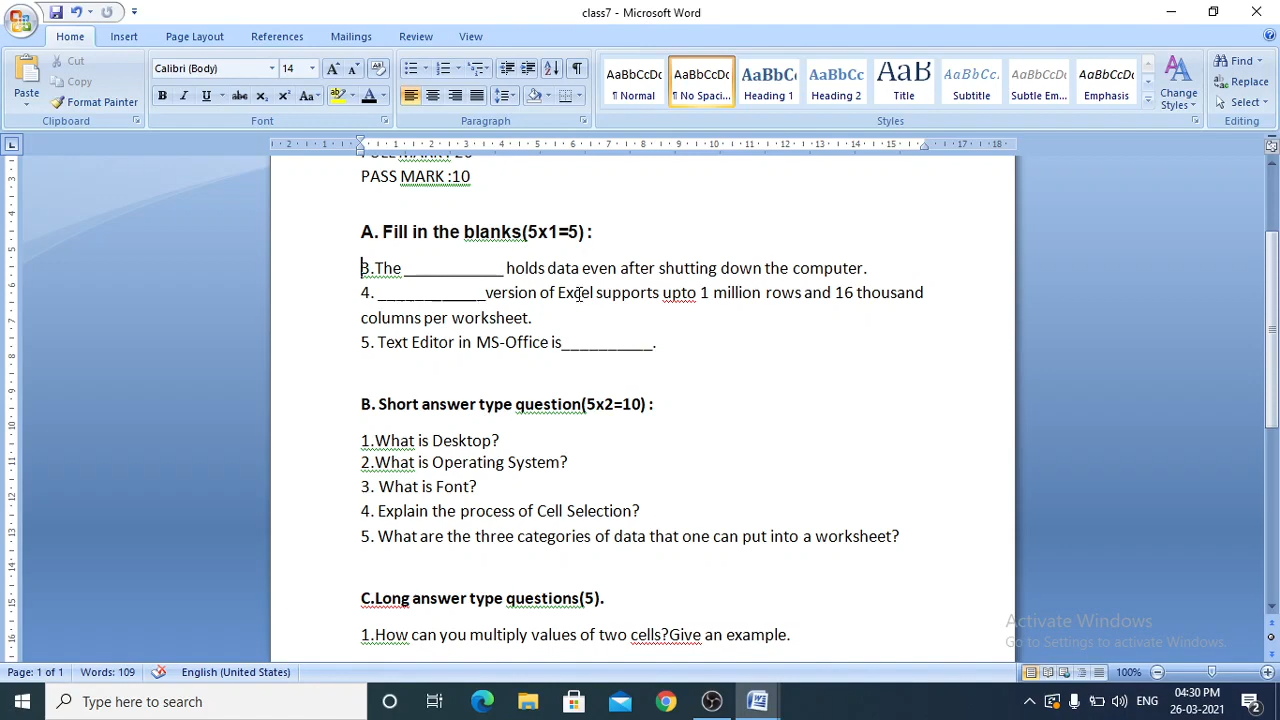 class7 - Microsoft Word
Home Insert Page Layout References Mailings Review View
Paste
Cut
Copy
Format Painter
Clipboard
Calibri (Body) 14
Font
Paragraph
AaBbCcDc AaBbCcDc AaBbCc AaBbCc AaB AaBbCc. AaBbCcDc AaBbCcDc
¶ Normal ¶ No Spaci... Heading 1 Heading 2 Title Subtitle Subtle Em... Emphasis
Styles
Change Styles
Find
Replace
Select
Editing
PASS MARK :10
A. Fill in the blanks(5x1=5) :
3.The ___________ holds data even after shutting down the computer.
4. ____________version of Excel supports upto 1 million rows and 16 thousand
columns per worksheet.
5. Text Editor in MS-Office is__________.
B. Short answer type question(5x2=10) :
1.What is Desktop?
2.What is Operating System?
3. What is Font?
4. Explain the process of Cell Selection?
5. What are the three categories of data that one can put into a worksheet?
C.Long answer type questions(5).
1.How can you multiply values of two cells?Give an example.
Activate Windows
Go to Settings to activate Windows.
Page: 1 of 1 Words: 109 English (United States) 100%
Type here to search
ENG
04:30 PM
26-03-2021
2